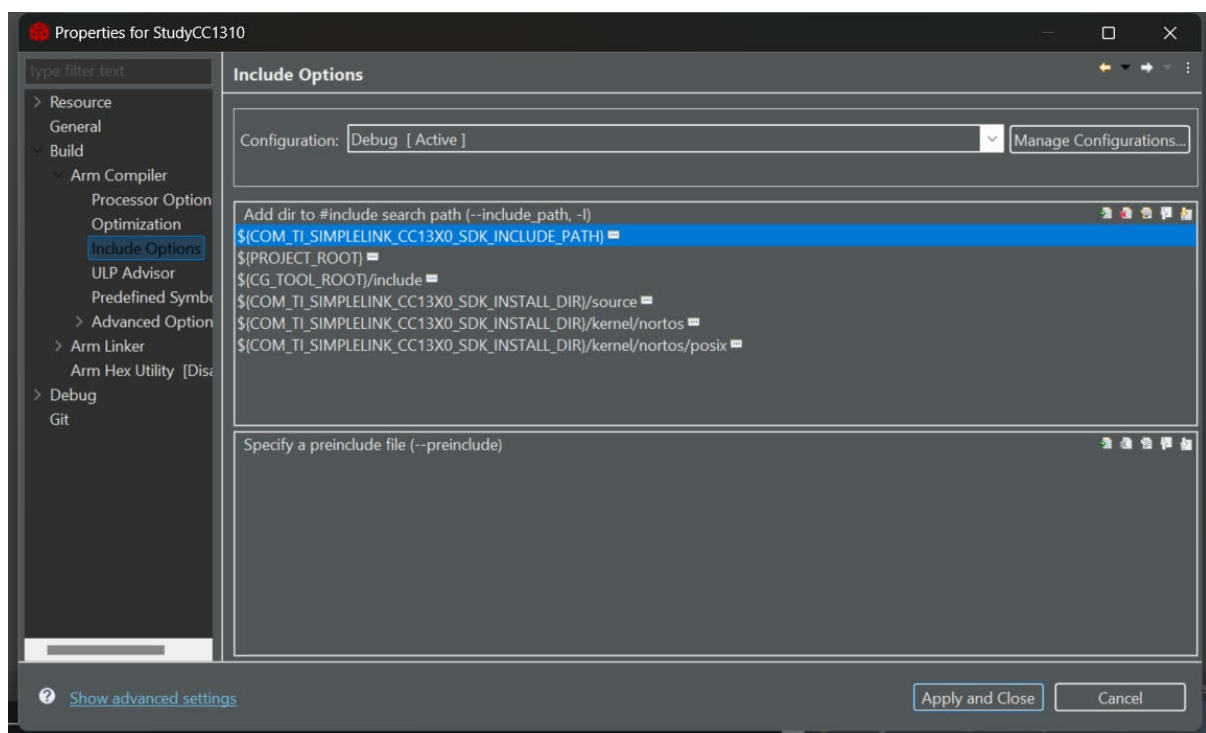 Properties for StudyCC1310
type filter text
Resource
General
Build
Arm Compiler
Processor Option
Optimization
Include Options
ULP Advisor
Predefined Symb
Advanced Option
Arm Linker
Arm Hex Utility [Disa
Debug
Git
Include Options
Configuration: Debug [ Active ]
Manage Configurations...
Add dir to #include search path (--include_path, -I)
${COM_TI_SIMPLELINK_CC13X0_SDK_INCLUDE_PATH}
${PROJECT_ROOT}
${CG_TOOL_ROOT}/include
${COM_TI_SIMPLELINK_CC13X0_SDK_INSTALL_DIR}/source
${COM_TI_SIMPLELINK_CC13X0_SDK_INSTALL_DIR}/kernel/nortos
${COM_TI_SIMPLELINK_CC13X0_SDK_INSTALL_DIR}/kernel/nortos/posix
Specify a preinclude file (--preinclude)
Show advanced settings
Apply and Close
Cancel